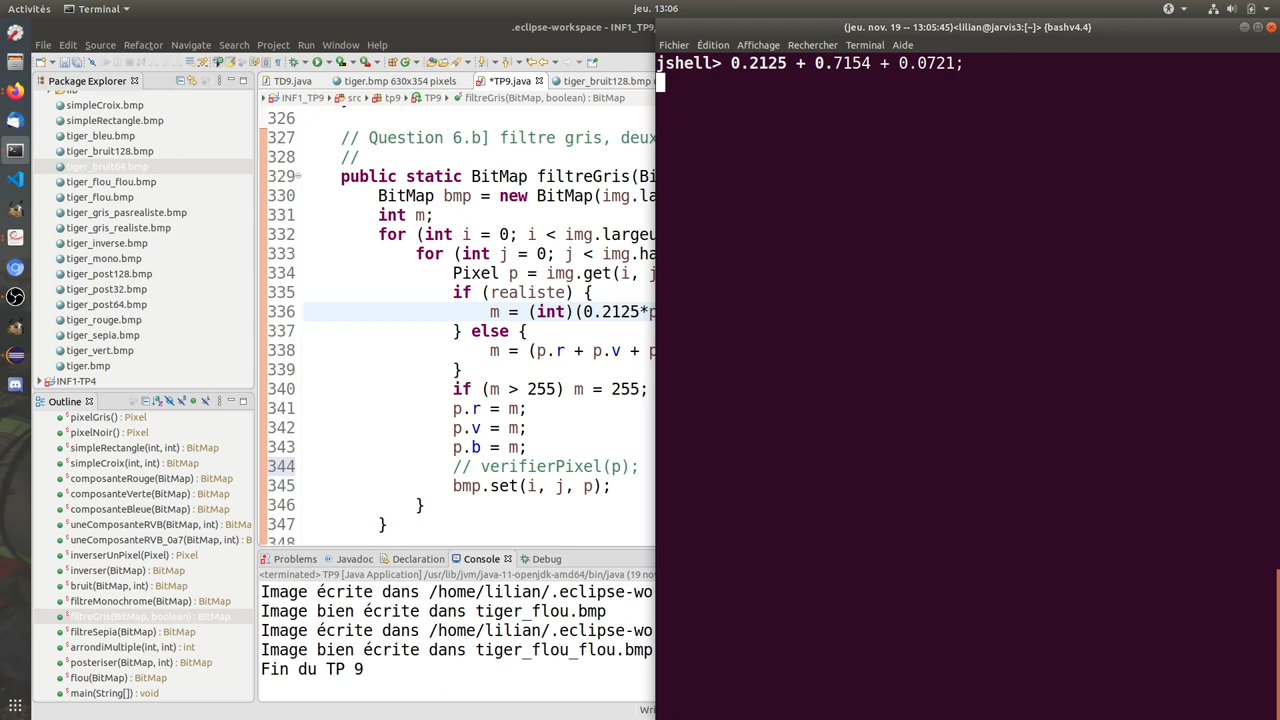 Activités
Terminal
jeu. 13:06
.eclipse-workspace - INF1_TP9
File Edit Source Refactor Navigate Search Project Run Window Help
Package Explorer
simpleCroix.bmp
simpleRectangle.bmp
tiger_bleu.bmp
tiger_bruit128.bmp
tiger_bruit64.bmp
tiger_flou_flou.bmp
tiger_flou.bmp
tiger_gris_pasrealiste.bmp
tiger_gris_realiste.bmp
tiger_inverse.bmp
tiger_mono.bmp
tiger_post128.bmp
tiger_post32.bmp
tiger_post64.bmp
tiger_rouge.bmp
tiger_sepia.bmp
tiger_vert.bmp
tiger.bmp
INF1-TP4
Outline
pixelGris() : Pixel
pixelNoir() : Pixel
simpleRectangle(int, int) : BitMap
simpleCroix(int, int) : BitMap
composanteRouge(BitMap) : BitMap
composanteVerte(BitMap) : BitMap
composanteBleue(BitMap) : BitMap
uneComposanteRVB(BitMap, int) : BitMa
uneComposanteRVB_0a7(BitMap, int) : B
inverserUnPixel(Pixel) : Pixel
inverser(BitMap) : BitMap
bruit(BitMap, int) : BitMap
filtreMonochrome(BitMap) : BitMap
filtreGris(BitMap, boolean) : BitMap
filtreSepia(BitMap) : BitMap
arrondiMultiple(int, int) : int
posteriser(BitMap, int) : BitMap
flou(BitMap) : BitMap
main(String[]) : void
TD9.java
tiger.bmp 630x354 pixels
*TP9.java
tiger_bruit128.bmp
INF1_TP9 src tp9 TP9 filtreGris(BitMap, boolean) : BitMap
326
327 // Question 6.b] filtre gris, deux
328 //
329 public static BitMap filtreGris(Bi
330 BitMap bmp = new BitMap(img.la
331 int m;
332 for (int i = 0; i < img.largeu
333 for (int j = 0; j < img.ha
334 Pixel p = img.get(i, j
335 if (realiste) {
336 m = (int)(0.2125*p
337 } else {
338 m = (p.r + p.v + p
339 }
340 if (m > 255) m = 255;
341 p.r = m;
342 p.v = m;
343 p.b = m;
344 // verifierPixel(p);
345 bmp.set(i, j, p);
346 }
347 }
348
Problems Javadoc Declaration Console Debug
<terminated> TP9 [Java Application] /usr/lib/jvm/java-11-openjdk-amd64/bin/java (19 nov
Image écrite dans /home/lilian/.eclipse-wo
Image bien écrite dans tiger_flou.bmp
Image écrite dans /home/lilian/.eclipse-wo
Image bien écrite dans tiger_flou_flou.bmp
Fin du TP 9
Wri
(jeu. nov. 19 -- 13:05:45)<lilian@jarvis3:[~]> {bashv4.4}
Fichier Édition Affichage Rechercher Terminal Aide
jshell> 0.2125 + 0.7154 + 0.0721;